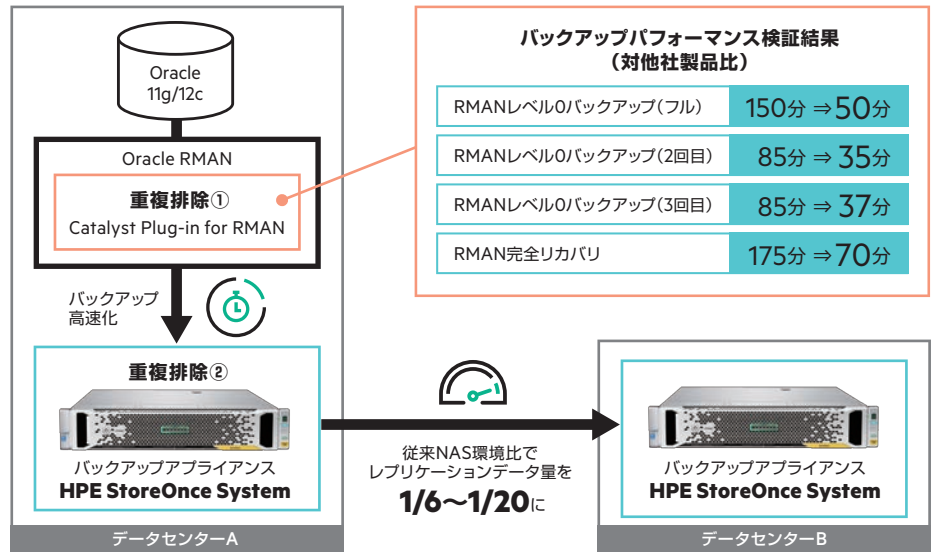 Oracle
11g/12c
Oracle RMAN
重複排除①
Catalyst Plug-in for RMAN
バックアップ
高速化
重複排除②
バックアップアプライアンス
HPE StoreOnce System
データセンターA
バックアップパフォーマンス検証結果
（対他社製品比）
RMANレベル0バックアップ（フル） 150分 ⇒ 50分
RMANレベル0バックアップ（2回目） 85分 ⇒ 35分
RMANレベル0バックアップ（3回目） 85分 ⇒ 37分
RMAN完全リカバリ 175分 ⇒ 70分
従来NAS環境比で
レプリケーションデータ量を
1/6〜1/20に
バックアップアプライアンス
HPE StoreOnce System
データセンターB